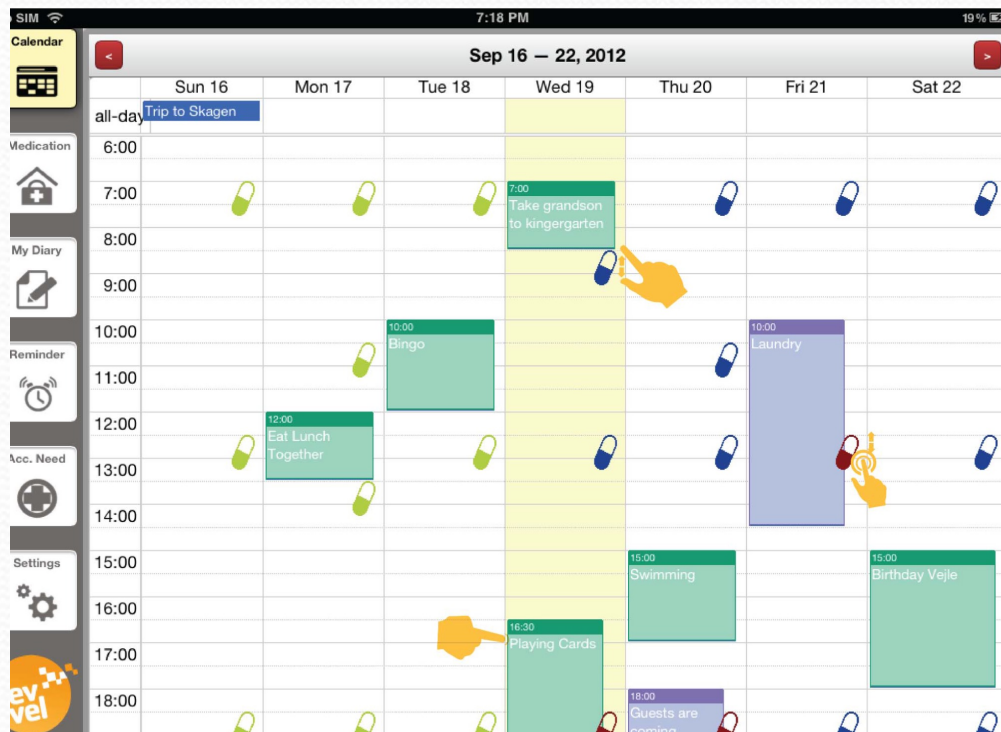 SIM 7:18 PM 19%
Calendar
< Sep 16 — 22, 2012 >
Sun 16 Mon 17 Tue 18 Wed 19 Thu 20 Fri 21 Sat 22
all-day Trip to Skagen
6:00
Medication
7:00
7:00
Take grandson
to kingergarten
8:00
My Diary
9:00
10:00
10:00
Bingo
10:00
Laundry
Reminder
11:00
12:00
12:00
Eat Lunch
Together
Acc. Need
13:00
14:00
15:00
15:00
Swimming
15:00
Birthday Vejle
Settings
16:00
16:30
Playing Cards
17:00
18:00
18:00
Guests are
coming